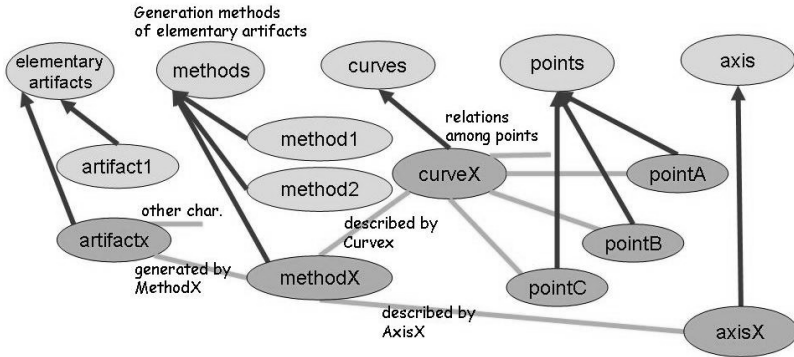 Generation methods
of elementary artifacts
elementary
artifacts
methods
curves
points
axis
relations
among points
method1
artifact1
curveX
pointA
method2
other char.
described by
Curvex
artifactx
pointB
generated by
MethodX
methodX
pointC
described by
AxisX
axisX